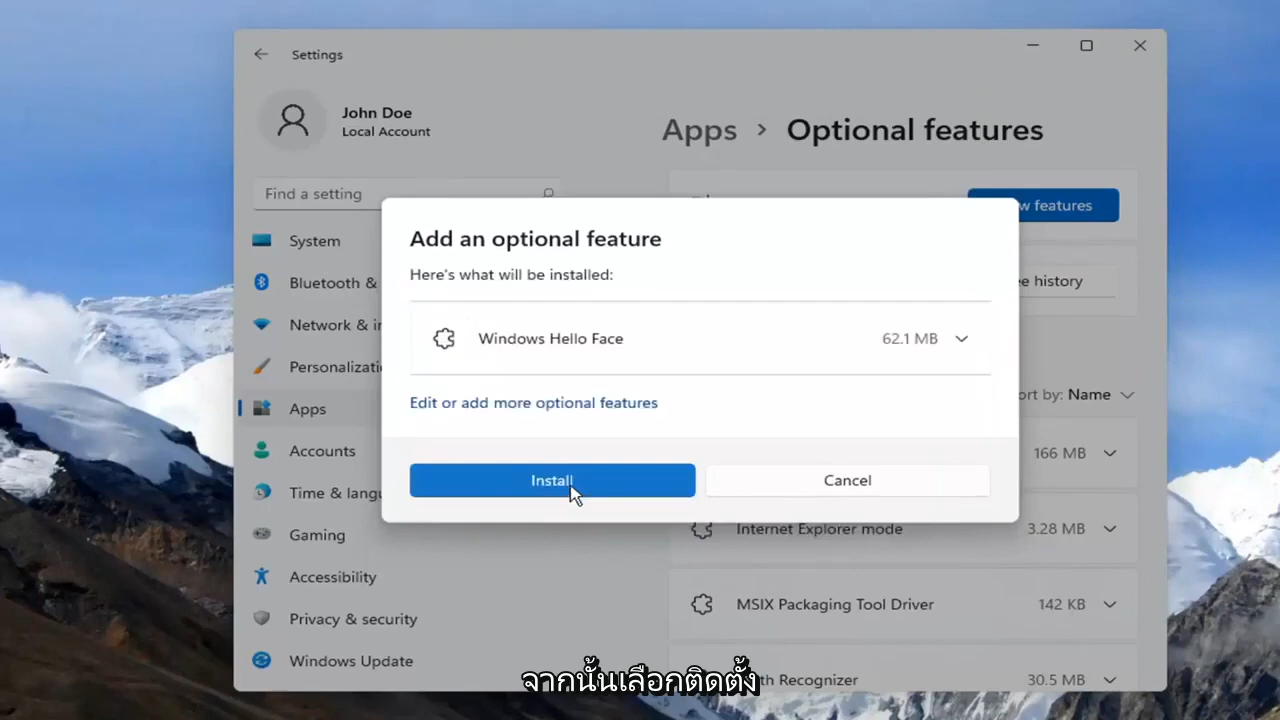 Settings
John Doe
Local Account
Find a setting
System
Bluetooth &
Network &
Personalizati
Apps
Accounts
Time &
Gaming
Accessibility
Privacy & security
Windows Update
Apps > Optional features
features
history
Add an optional feature
Here's what will be installed:
Windows Hello Face 62.1 MB
Edit or add more optional features
Install Cancel
by: Name
166 MB
Internet Explorer mode 3.28 MB
MSIX Packaging Tool Driver 142 KB
Recognizer 30.5 MB
จากนั้นเลือกติดตั้ง